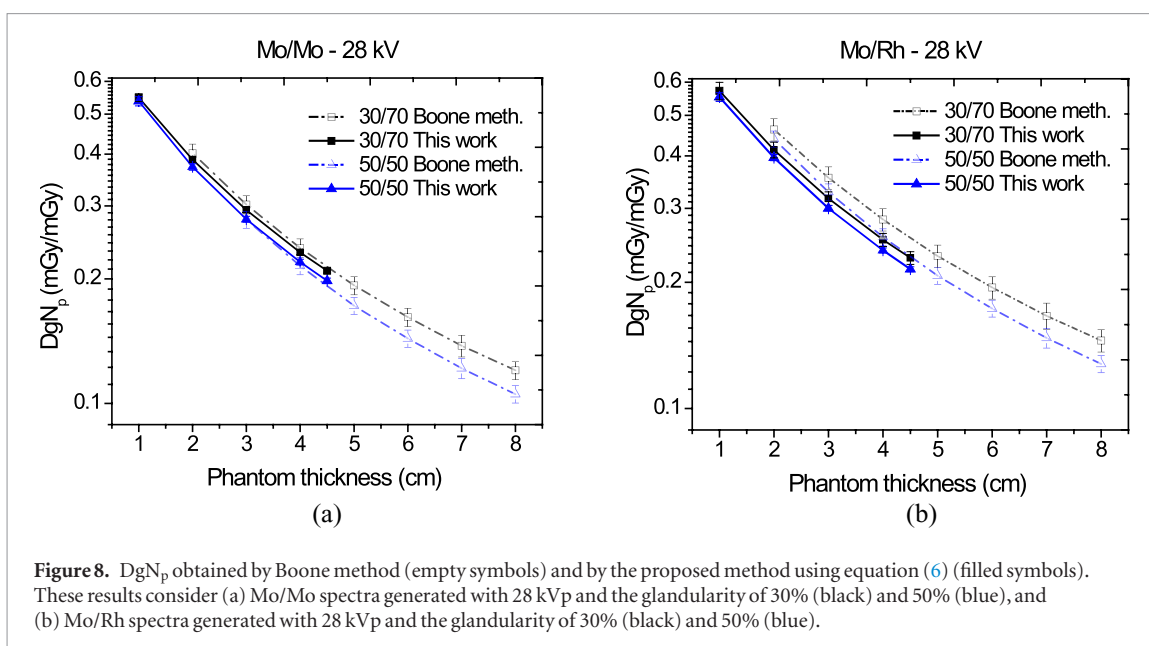 Mo/Mo - 28 kV
0.6
0.5
0.4
0.3
0.2
0.1
DgNp (mGy/mGy)
30/70 Boone meth.
30/70 This work
50/50 Boone meth.
50/50 This work
1 2 3 4 5 6 7 8
Phantom thickness (cm)
(a)
Mo/Rh - 28 kV
0.6
0.5
0.4
0.3
0.2
0.1
DgNp (mGy/mGy)
30/70 Boone meth.
30/70 This work
50/50 Boone meth.
50/50 This work
1 2 3 4 5 6 7 8
Phantom thickness (cm)
(b)
Figure 8. DgNp obtained by Boone method (empty symbols) and by the proposed method using equation (6) (filled symbols).
These results consider (a) Mo/Mo spectra generated with 28 kVp and the glandularity of 30% (black) and 50% (blue), and
(b) Mo/Rh spectra generated with 28 kVp and the glandularity of 30% (black) and 50% (blue).